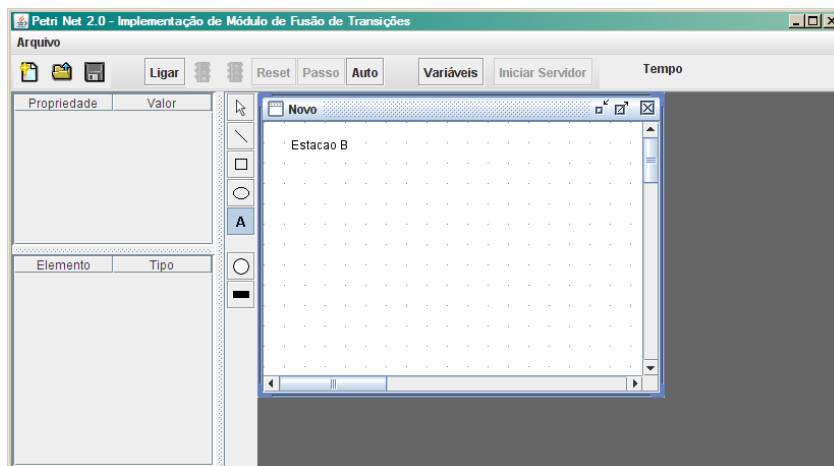 Petri Net 2.0 - Implementação de Módulo de Fusão de Transições
Arquivo
Ligar Reset Passo Auto Variáveis Iniciar Servidor Tempo
Propriedade Valor
Novo
Estacao B
A
Elemento Tipo